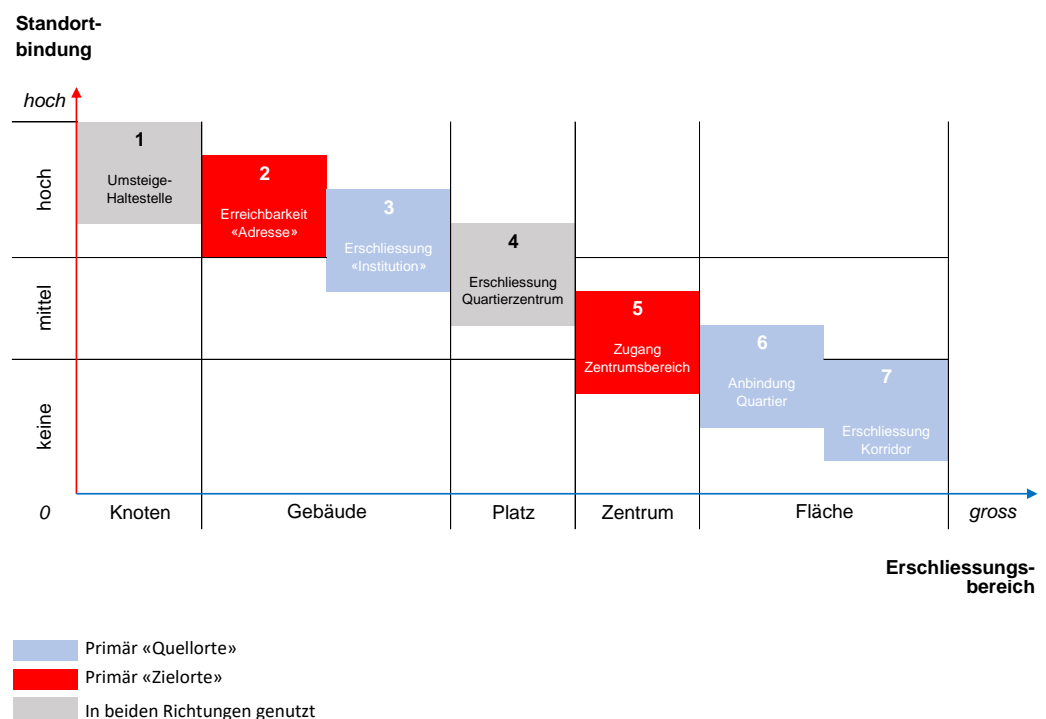 Standort-
bindung
hoch
hoch
mittel
keine
1
Umsteige-
Haltestelle
2
Erreichbarkeit
«Adresse»
3
Erschliessung
«Institution»
4
Erschliessung
Quartierzentrum
5
Zugang
Zentrumsbereich
6
Anbindung
Quartier
7
Erschliessung
Korridor
0
Knoten
Gebäude
Platz
Zentrum
Fläche
gross
Erschliessungs-
bereich
Primär «Quellorte»
Primär «Zielorte»
In beiden Richtungen genutzt